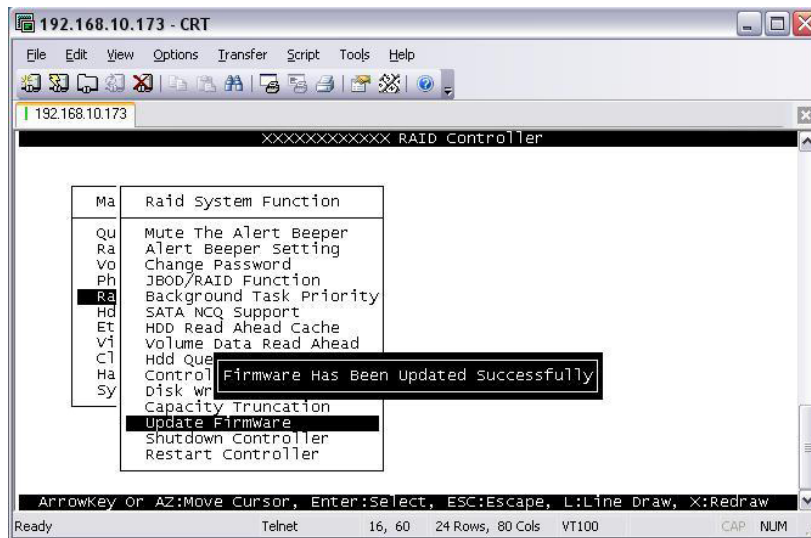 192.168.10.173 - CRT
File Edit View Options Transfer Script Tools Help
192.168.10.173
XXXXXXXXXXXX RAID Controller
Ma
Raid System Function
Qu
Mute The Alert Beeper
Ra
Alert Beeper Setting
Vo
Change Password
Ph
JBOD/RAID Function
Ra
Background Task Priority
Hd
SATA NCQ Support
Et
HDD Read Ahead Cache
Vi
Volume Data Read Ahead
Cl
Hdd Que
Ha
Control
Firmware Has Been Updated Successfully
Sy
Disk Wr
Capacity Truncation
Update FirmWare
Shutdown Controller
Restart Controller
ArrowKey Or AZ:Move Cursor, Enter:Select, ESC:Escape, L:Line Draw, X:Redraw
Ready Telnet 16, 60 24 Rows, 80 Cols VT100 CAP NUM